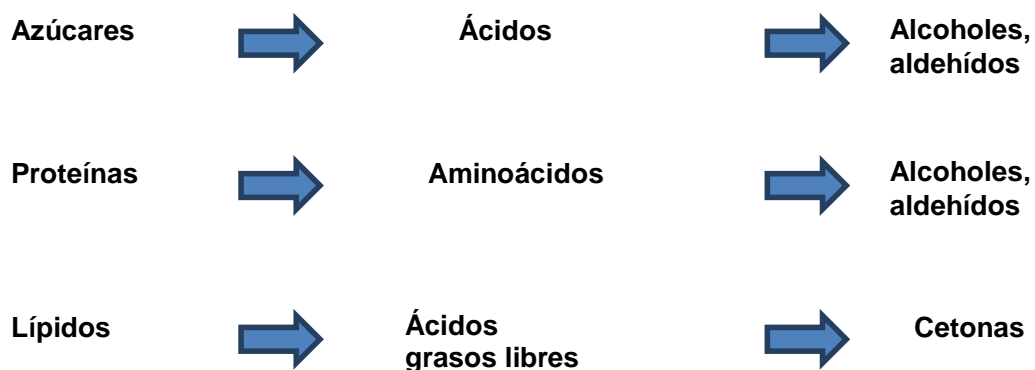 Azúcares Ácidos Alcoholes,
aldehídos
Proteínas Aminoácidos Alcoholes,
aldehídos
Lípidos Ácidos Cetonas
grasos libres